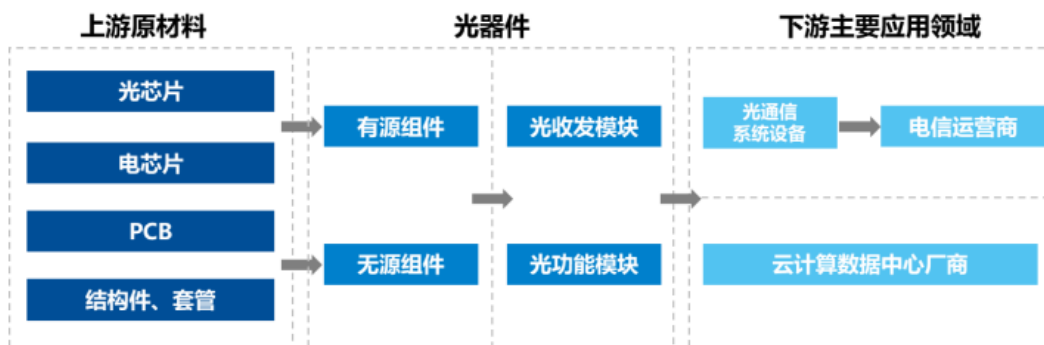 上游原材料
光器件
下游主要应用领域
光芯片
电芯片
PCB
结构件、套管
有源组件
无源组件
光收发模块
光功能模块
光通信
系统设备
电信运营商
云计算数据中心厂商